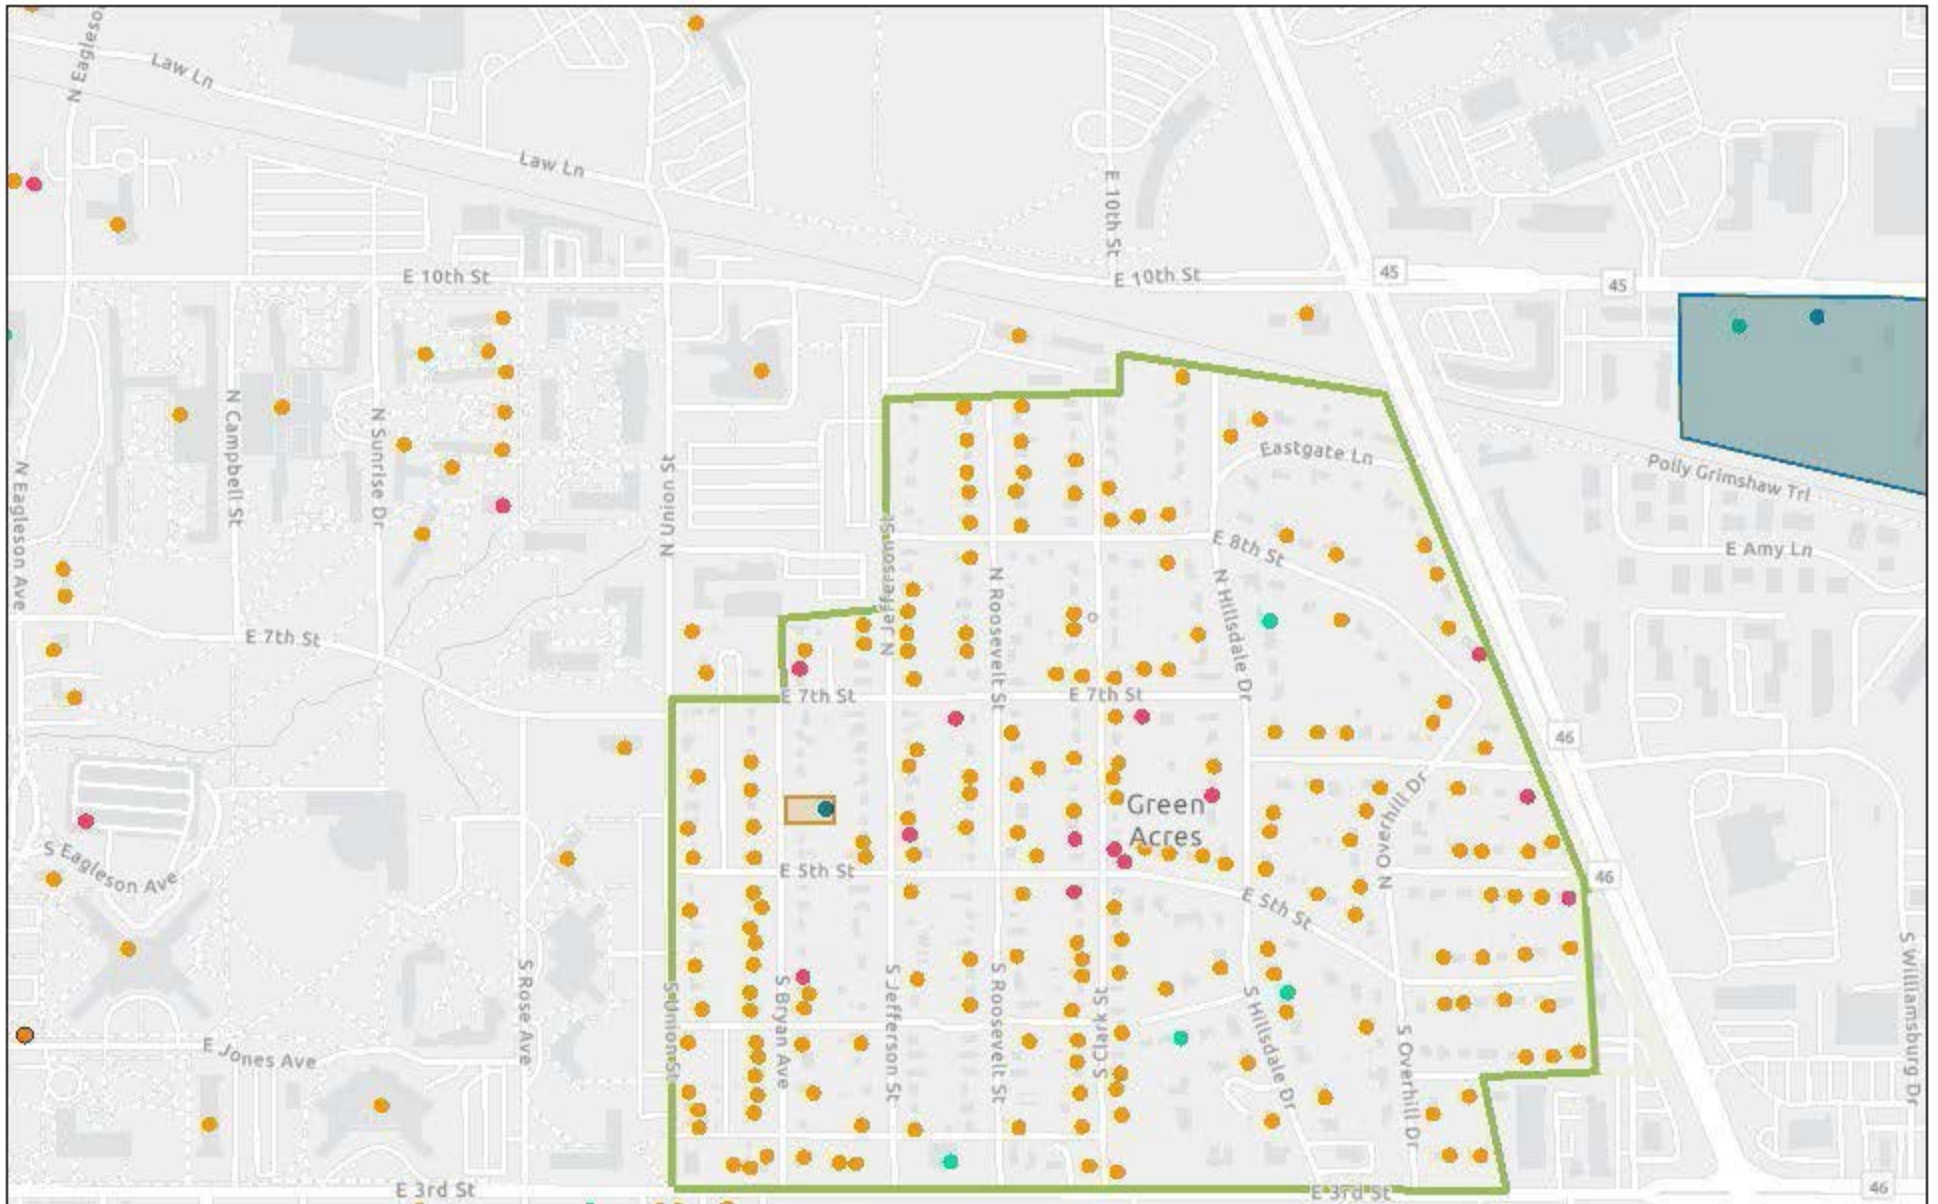 N Eagleso
Law Ln
Law Ln
E 10th St
E 10th St
E 10th St
45
45
N Eagleson Ave
N Campbell St
N Sunrise Dr
N Union St
N Jefferson St
Eastgate Ln
Polly Grimshaw Trl
E 8th St
E Amy Ln
N Roosevelt St
N Hillsdale Dr
E 7th St
E 7th St
E 7th St
46
Green
Acres
N Overhill Dr
S Eagleson Ave
E 5th St
E 5th St
46
S Rose Ave
S Union St
S Bryan Ave
S Jefferson St
S Roosevelt St
S Clark St
S Hillsdale Dr
S Overhill Dr
S Williamsburg Dr
E Jones Ave
E 3rd St
E 3rd St
46